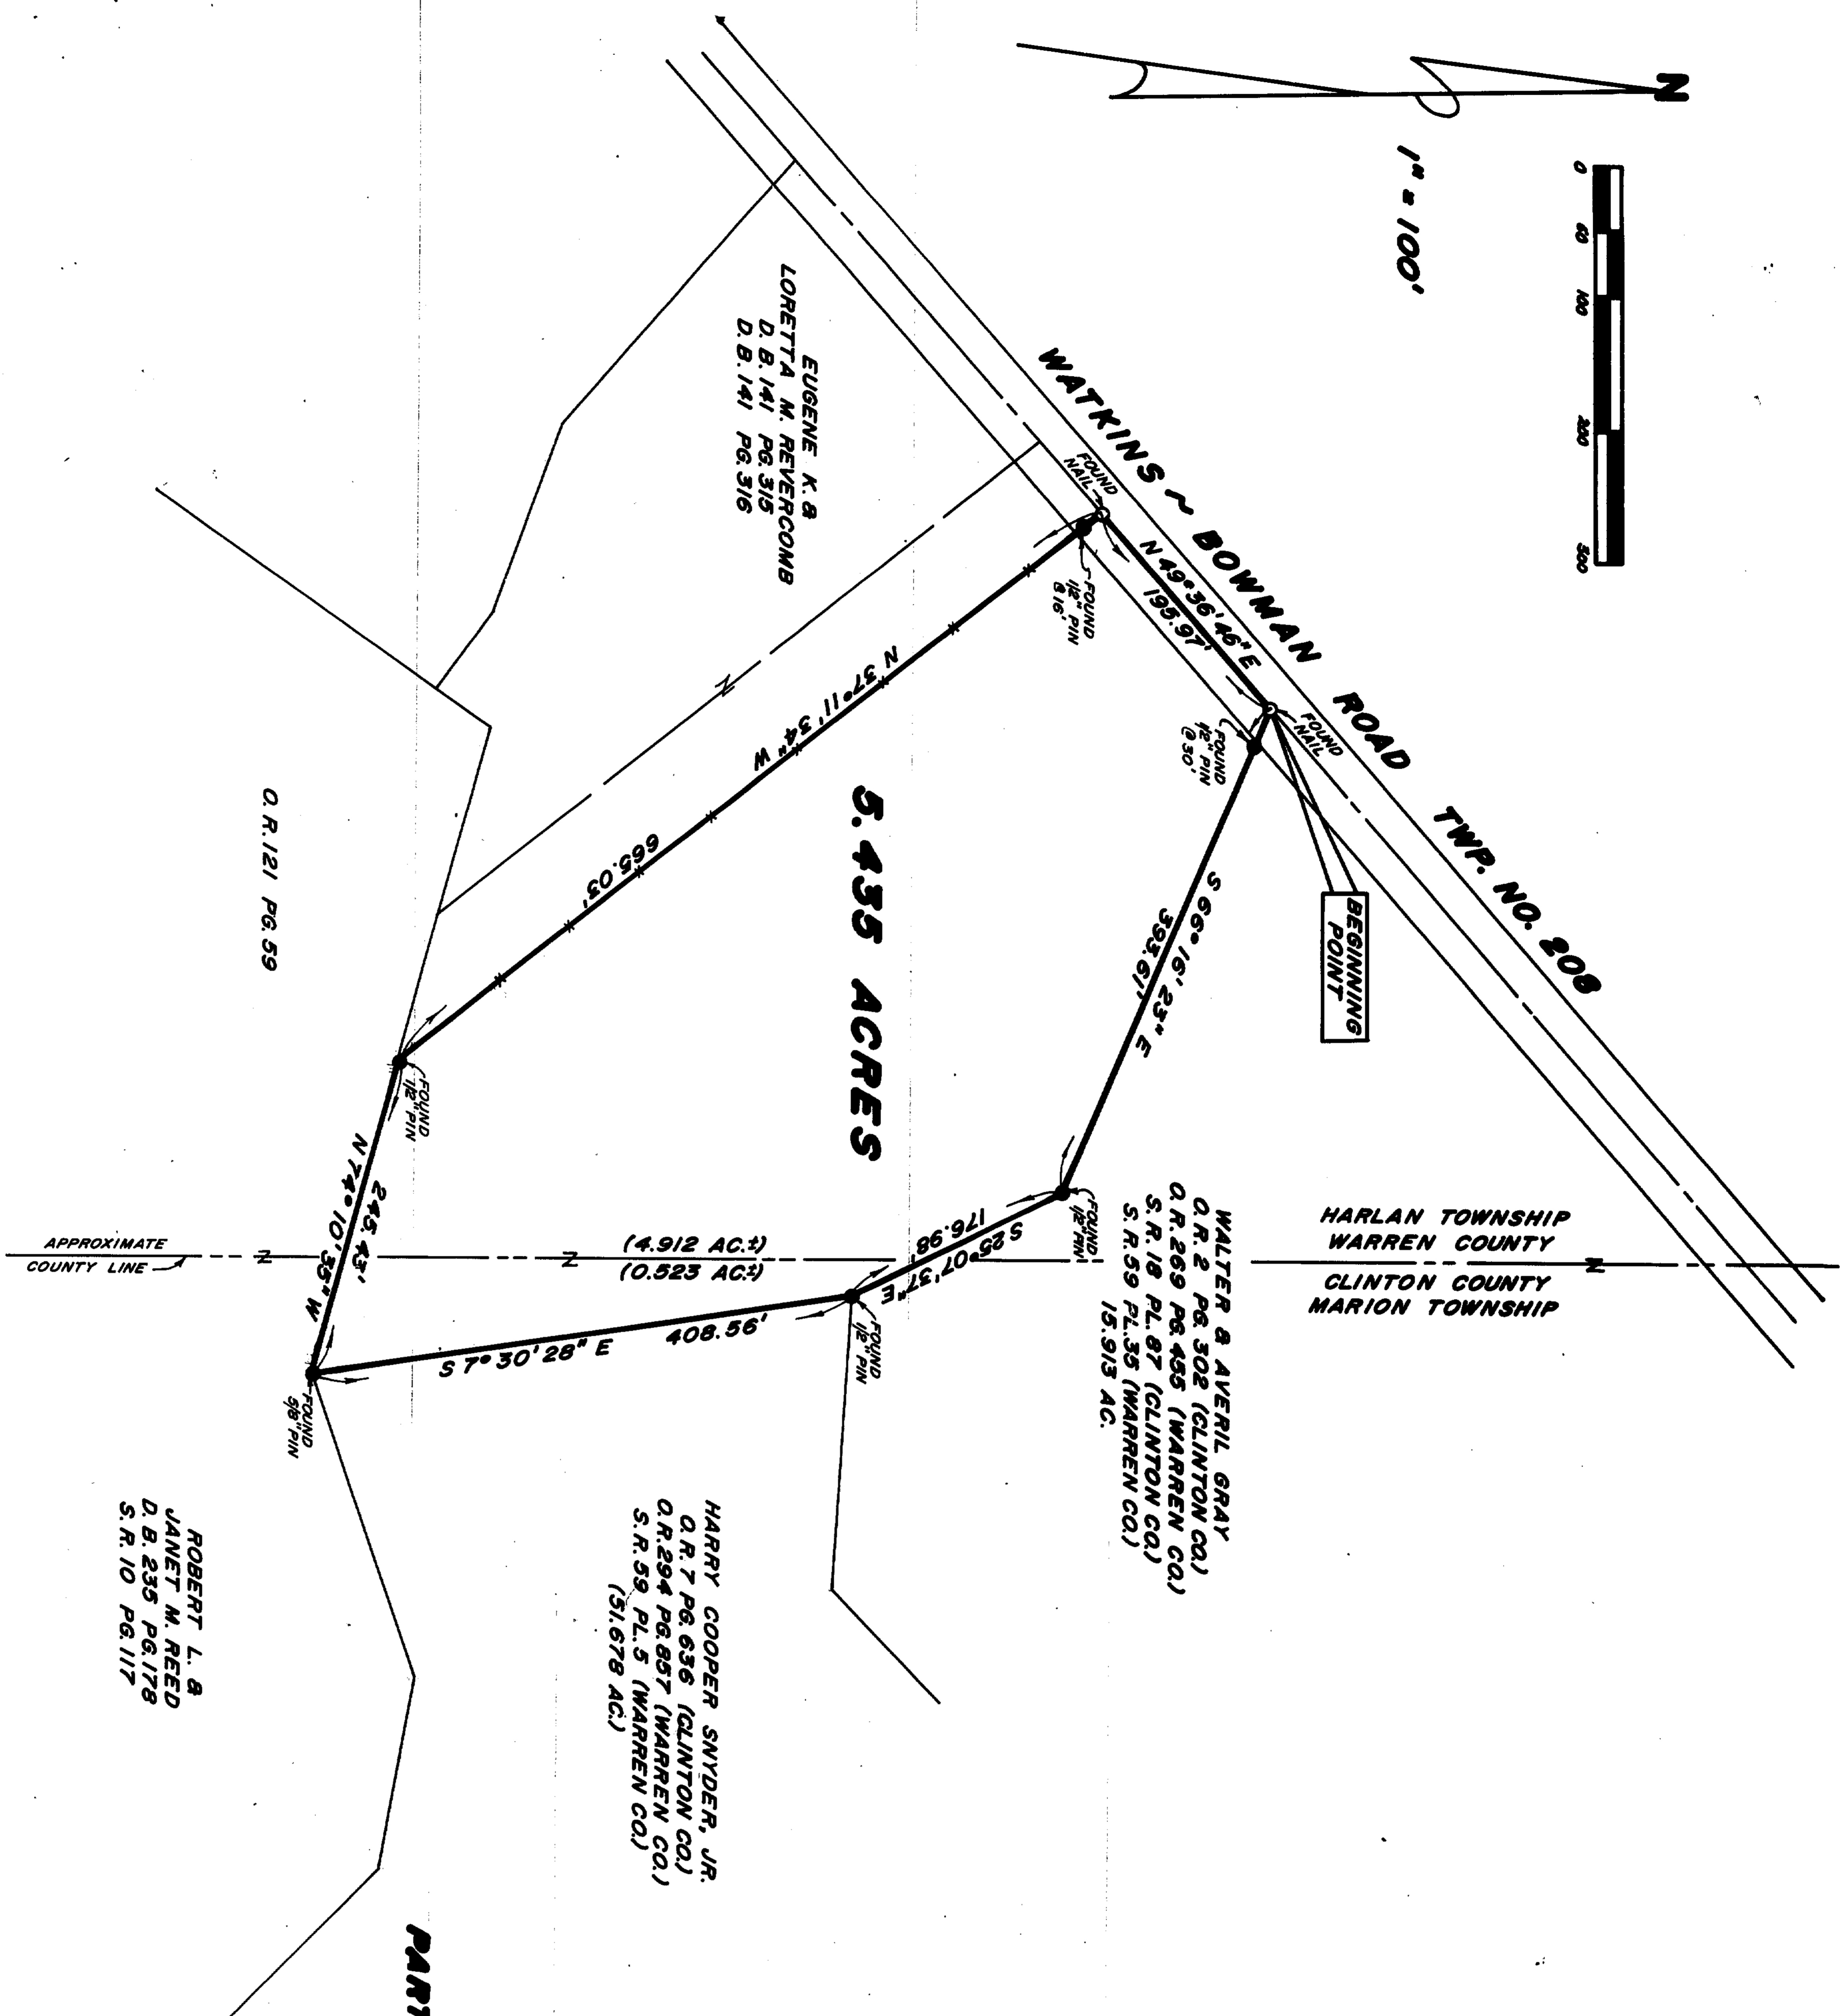 N
1" = 100'
0 50 100 200 300
WATKINS ~ BOWMAN ROAD TWP. NO. 208
FOUND
NAIL
N 49° 36' 46" E
195.97'
FOUND
NAIL
BEGINNING
POINT
FOUND
1/2" PIN
@ 16'
FOUND
1/2" PIN
@ 30'
EUGENE K. &
LORETTA M. REVERCOMB
D. B. 141 PG. 315
D. B. 141 PG. 316
N 37° 11' 34" W
665.03'
S 66° 16' 23" E
393.61'
5.435 ACRES
O. R. 121 PG. 59
FOUND
1/2" PIN
FOUND
1/2" PIN
WALTER & AVERIL GRAY
O. R. 2 PG. 302 (CLINTON CO.)
O. R. 269 PG. 455 (WARREN CO.)
S. R. 18 PL. 87 (CLINTON CO.)
S. R. 59 PL. 35 (WARREN CO.)
15.913 AC.
HARLAN TOWNSHIP
WARREN COUNTY
CLINTON COUNTY
MARION TOWNSHIP
S 25° 07' 37" E
176.98'
(4.912 AC.±)
(0.523 AC.±)
APPROXIMATE
COUNTY LINE
245.43'
N 74° 10' 35" W
FOUND
1/2" PIN
408.56'
S 7° 30' 28" E
FOUND
5/8" PIN
HARRY COOPER SNYDER, JR.
O. R. 7 PG. 636 (CLINTON CO.)
O. R. 294 PG. 857 (WARREN CO.)
S. R. 59 PL. 5 (WARREN CO.)
(51.678 AC.)
ROBERT L. &
JANET M. REED
D. B. 235 PG. 178
S. R. 10 PG. 117